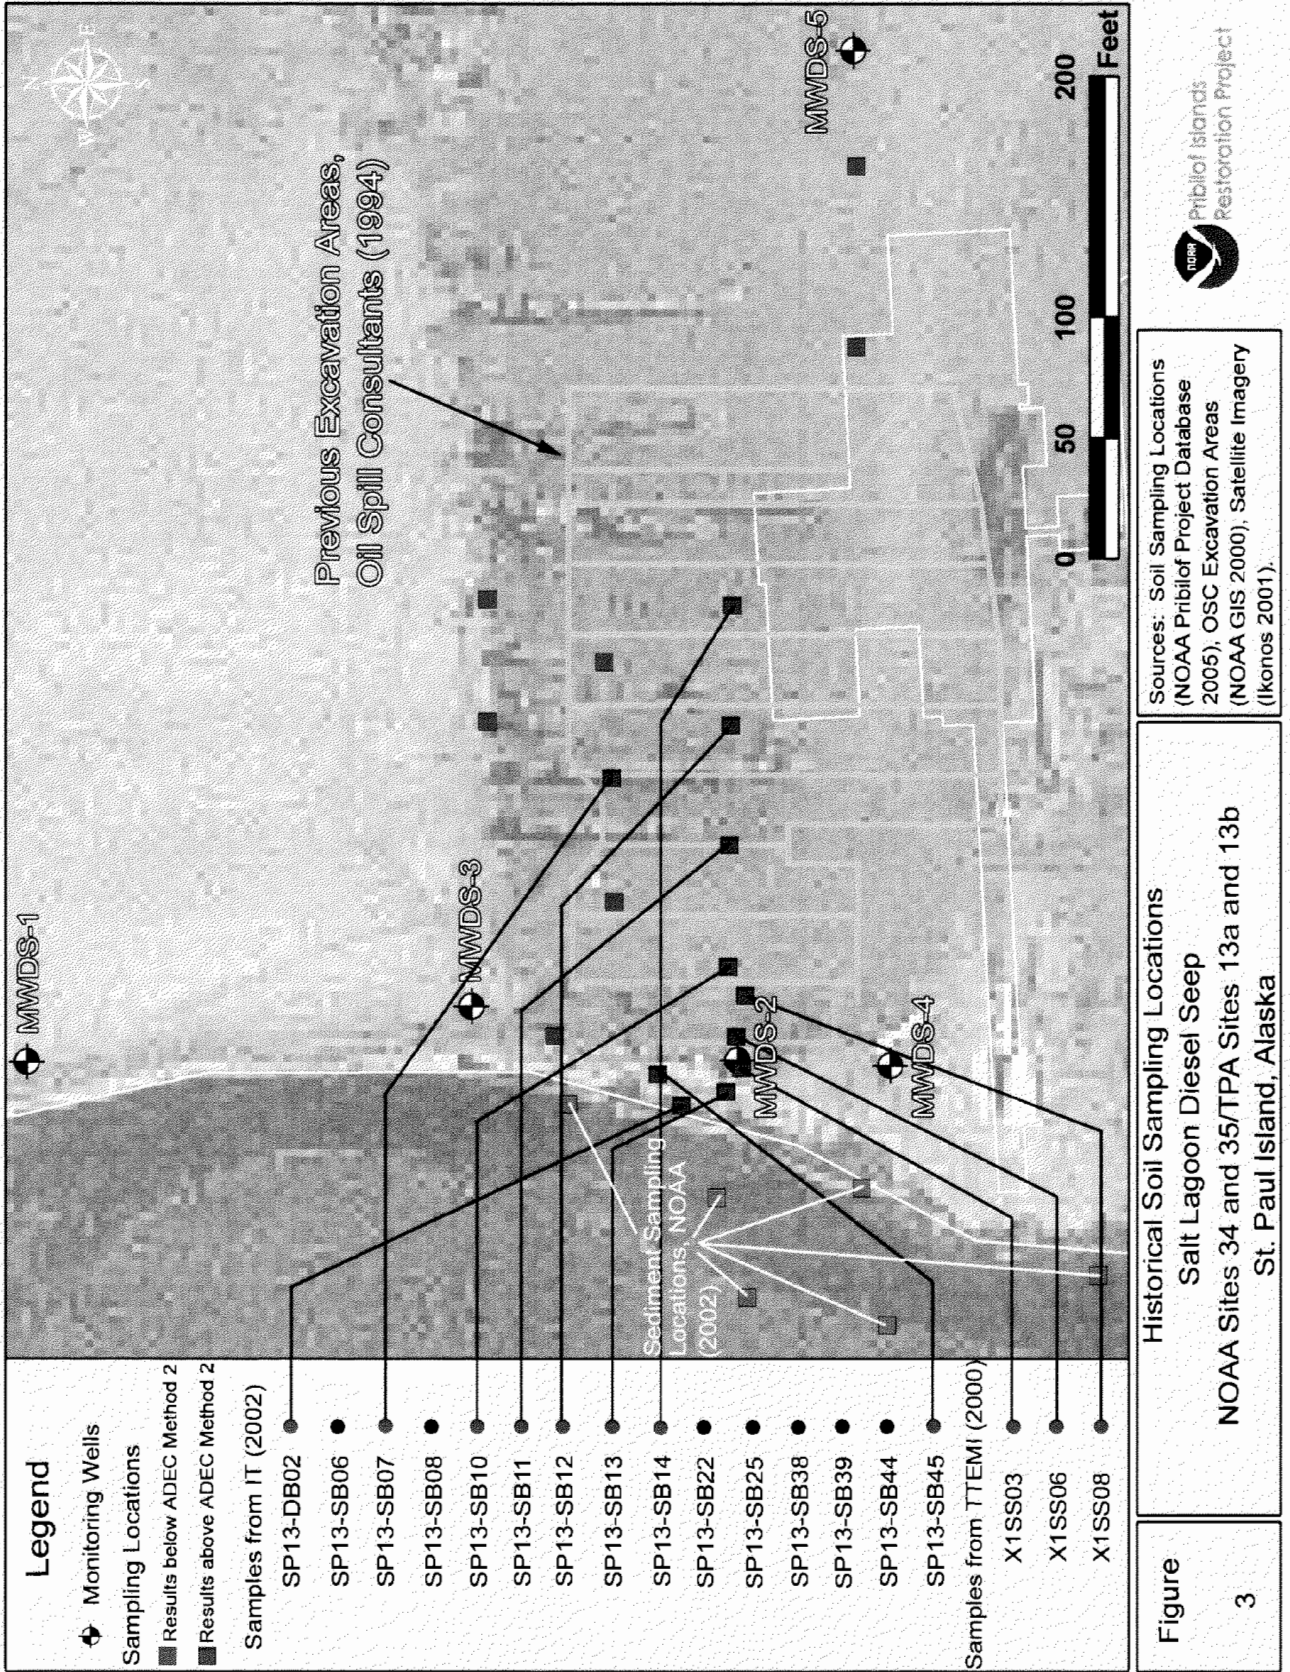 Legend
Monitoring Wells
Sampling Locations
Results below ADEC Method 2
Results above ADEC Method 2
Samples from IT (2002)
SP13-DB02
SP13-SB06
SP13-SB07
SP13-SB08
SP13-SB10
SP13-SB11
SP13-SB12
SP13-SB13
SP13-SB14
SP13-SB22
SP13-SB25
SP13-SB38
SP13-SB39
SP13-SB44
SP13-SB45
Samples from TTEMI (2000)
X1SS03
X1SS06
X1SS08
MWDS-1
MWDS-3
MWDS-2
MWDS-4
MWDS-5
N
E
S
W
Previous Excavation Areas,
Oil Spill Consultants (1994)
Sediment Sampling
Locations, NOAA
(2002)
0 50 100 200
Feet
Figure
3
Historical Soil Sampling Locations
Salt Lagoon Diesel Seep
NOAA Sites 34 and 35/TPA Sites 13a and 13b
St. Paul Island, Alaska
Sources: Soil Sampling Locations
(NOAA Pribilof Project Database
2005), OSC Excavation Areas
(NOAA GIS 2000), Satellite Imagery
(Ikonos 2001).
NOAA
Pribilof Islands
Restoration Project